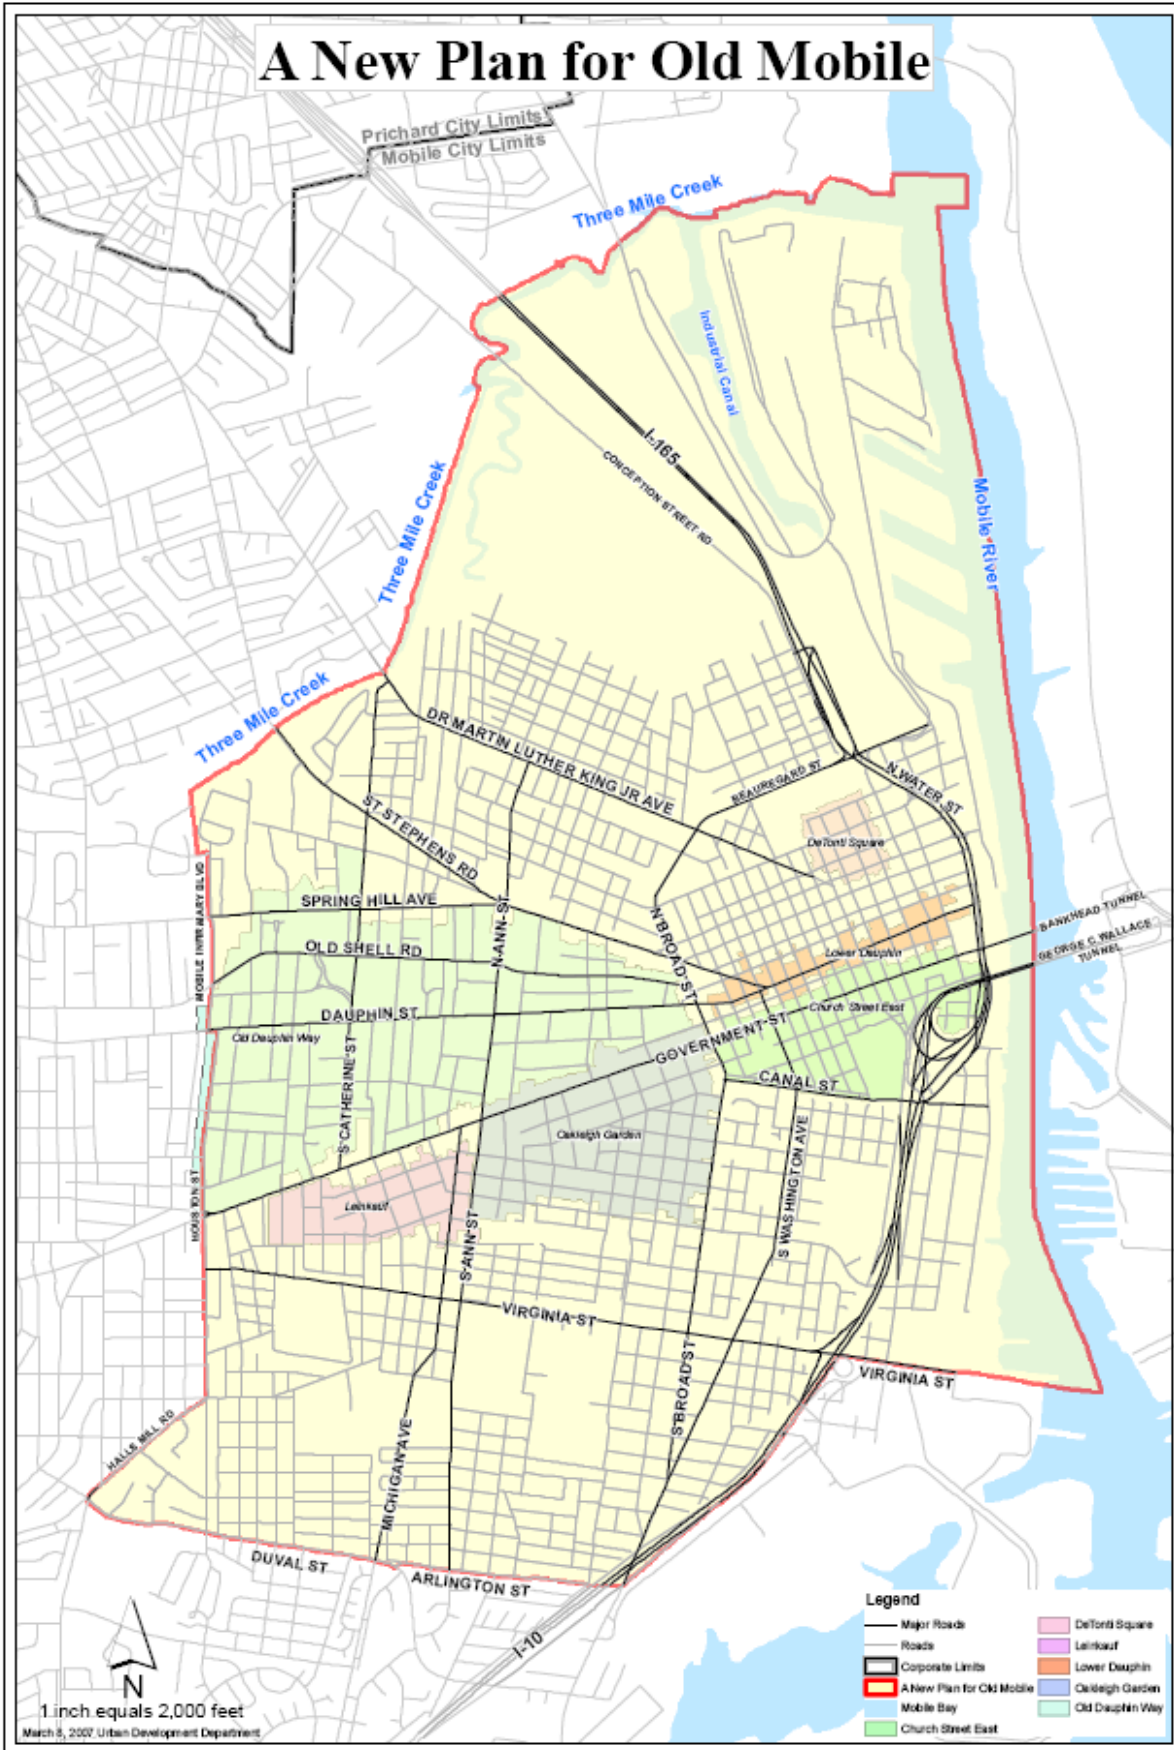 A New Plan for Old Mobile
Prichard City Limits
Mobile City Limits
Three Mile Creek
Industrial Canal
I-165
CONCEPTION STREET RD
Mobile River
Three Mile Creek
Three Mile Creek
DR MARTIN LUTHER KING JR AVE
BEAUREGARD ST
N WATER ST
ST STEPHENS RD
DeTonti Square
MOBILE INFIRMARY BLVD
SPRING HILL AVE
N ANN ST
N BROAD ST
BANKHEAD TUNNEL
OLD SHELL RD
Lower Dauphin
GEORGE C WALLACE
TUNNEL
DAUPHIN ST
Church Street East
Old Dauphin Way
GOVERNMENT ST
S CATHERINE ST
CANAL ST
Oakleigh Garden
S WASHINGTON AVE
HOUSTON ST
Leinkauf
S ANN ST
VIRGINIA ST
S BROAD ST
VIRGINIA ST
HALLS MILL RD
MICHIGAN AVE
DUVAL ST
ARLINGTON ST
I-10
N
1 inch equals 2,000 feet
March 8, 2007 Urban Development Department
Legend
Major Roads
Roads
Corporate Limits
A New Plan for Old Mobile
Mobile Bay
Church Street East
DeTonti Square
Leinkauf
Lower Dauphin
Oakleigh Garden
Old Dauphin Way